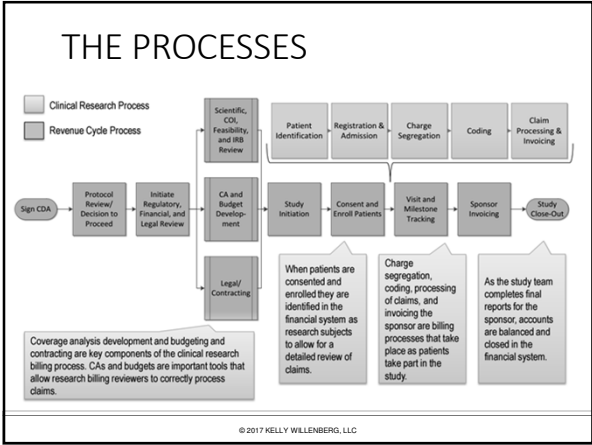 THE PROCESSES
Clinical Research Process
Revenue Cycle Process
Scientific,
COI,
Feasibility,
and IRB
Review
Patient
Identification
Registration &
Admission
Charge
Segregation
Coding
Claim
Processing &
Invoicing
Sign CDA
Protocol
Review/
Decision to
Proceed
Initiate
Regulatory,
Financial, and
Legal Review
CA and
Budget
Develop-
ment
Study
Initiation
Consent and
Enroll Patients
Visit and
Milestone
Tracking
Sponsor
Invoicing
Study
Close-Out
Legal/
Contracting
When patients are
consented and
enrolled they are
identified in the
financial system as
research subjects
to allow for a
detailed review of
claims.
Charge
segregation,
coding, processing
of claims, and
invoicing the
sponsor are billing
processes that take
place as patients
take part in the
study.
As the study team
completes final
reports for the
sponsor, accounts
are balanced and
closed in the
financial system.
Coverage analysis development and budgeting and
contracting are key components of the clinical research
billing process. CAs and budgets are important tools that
allow research billing reviewers to correctly process
claims.
© 2017 KELLY WILLENBERG, LLC